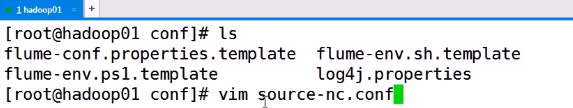 1 hadoop01
[root@hadoop01 conf]# ls
flume-conf.properties.template  flume-env.sh.template
flume-env.ps1.template          log4j.properties
[root@hadoop01 conf]# vim source-nc.conf